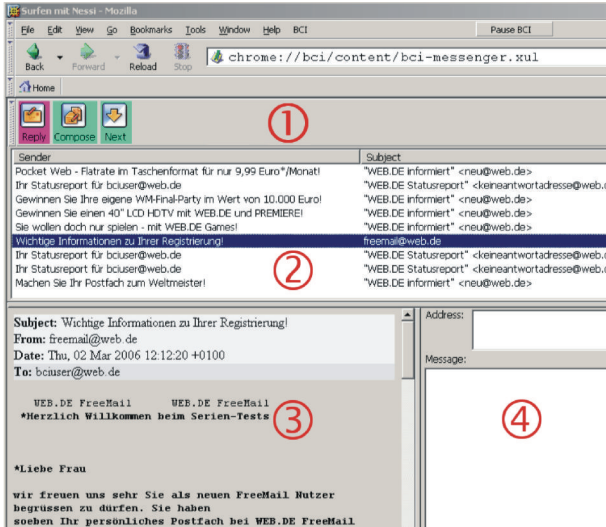 Surfen mit Nessi - Mozilla
File Edit View Go Bookmarks Tools Window Help BCI Pause BCI
Back Forward Reload Stop chrome://bci/content/bci-messenger.xul
Home
Reply Compose Next
1
Sender Subject
Pocket Web - Flatrate im Taschenformat für nur 9,99 Euro*/Monat! "WEB.DE informiert" <neu@web.de>
Ihr Statusreport für bciuser@web.de "WEB.DE Statusreport" <keineantwortadresse@web.d
Gewinnen Sie Ihre eigene WM-Final-Party im Wert von 10.000 Euro! "WEB.DE informiert" <neu@web.de>
Gewinnen Sie einen 40" LCD HDTV mit WEB.DE und PREMIERE! "WEB.DE informiert" <neu@web.de>
Sie wollen doch nur spielen - mit WEB.DE Games! "WEB.DE informiert" <neu@web.de>
Wichtige Informationen zu Ihrer Registrierung! freemail@web.de
Ihr Statusreport für bciuser@web.de "WEB.DE Statusreport" <keineantwortadresse@web.d
Ihr Statusreport für bciuser@web.de "WEB.DE Statusreport" <keineantwortadresse@web.d
Machen Sie Ihr Postfach zum Weltmeister! "WEB.DE informiert" <neu@web.de>
2
Subject: Wichtige Informationen zu Ihrer Registrierung!
From: freemail@web.de
Date: Thu, 02 Mar 2006 12:12:20 +0100
To: bciuser@web.de
WEB.DE FreeMail WEB.DE FreeMail
*Herzlich Willkommen beim Serien-Tests
3
*Liebe Frau
wir freuen uns sehr Sie als neuen FreeMail Nutzer
begrussen zu dürfen. Sie haben
soeben Ihr persönliches Postfach bei WEB.DE FreeMail
Address:
Message:
4